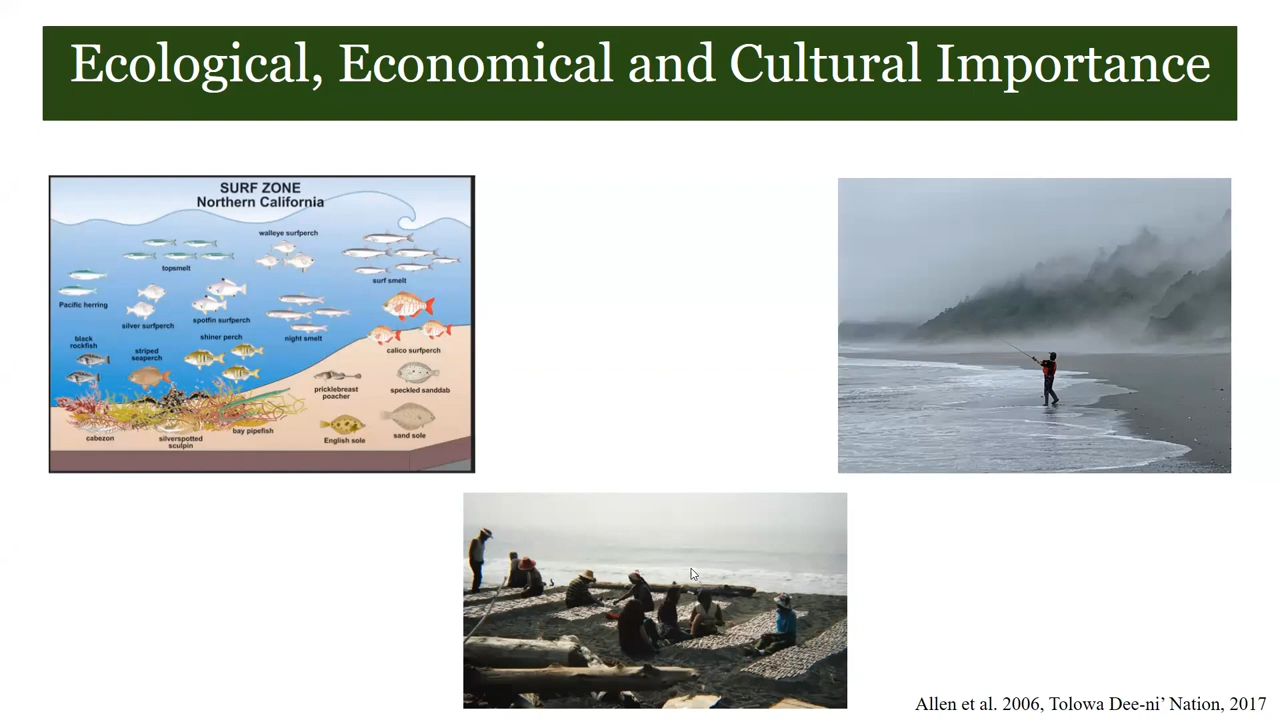 Ecological, Economical and Cultural Importance
SURF ZONE
Northern California
walleye surfperch
topsmelt
surf smelt
Pacific herring
silver surfperch
spotfin surfperch
night smelt
black
rockfish
striped
seaperch
shiner perch
calico surfperch
pricklebreast
poacher
speckled sanddab
cabezon
silverspotted
sculpin
bay pipefish
English sole
sand sole
Allen et al. 2006, Tolowa Dee-ni’ Nation, 2017